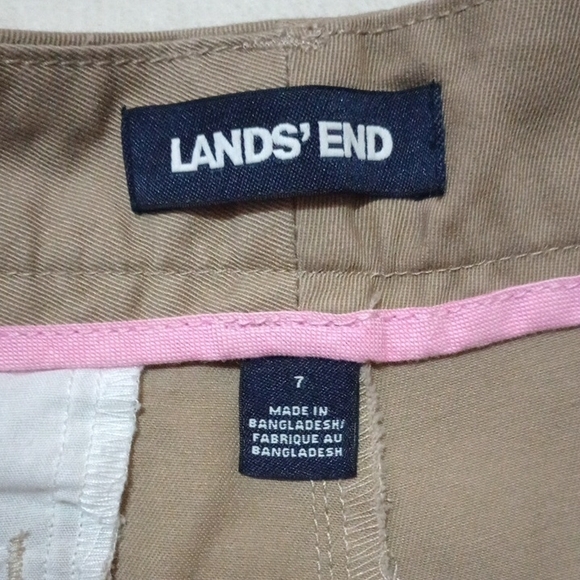 LANDS' END
7
MADE IN
BANGLADESH/
FABRIQUE AU
BANGLADESH